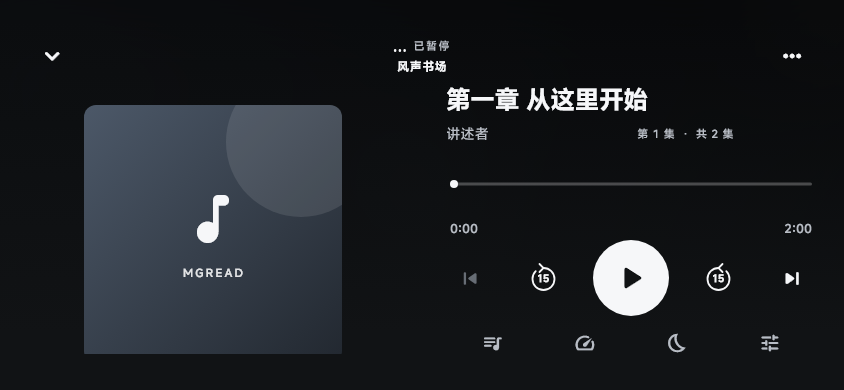 ... 已暂停
风声书场
第一章 从这里开始
讲述者
第 1 集 · 共 2 集
MGREAD
0:00
2:00
15
15